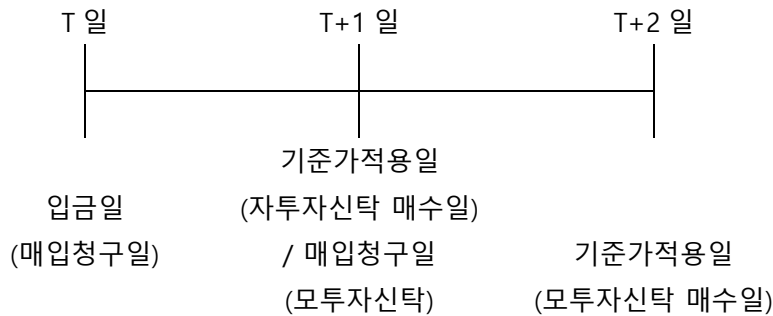 T 일
T+1 일
T+2 일
입금일
(매입청구일)
기준가적용일
(자투자신탁 매수일)
/ 매입청구일
(모투자신탁)
기준가적용일
(모투자신탁 매수일)